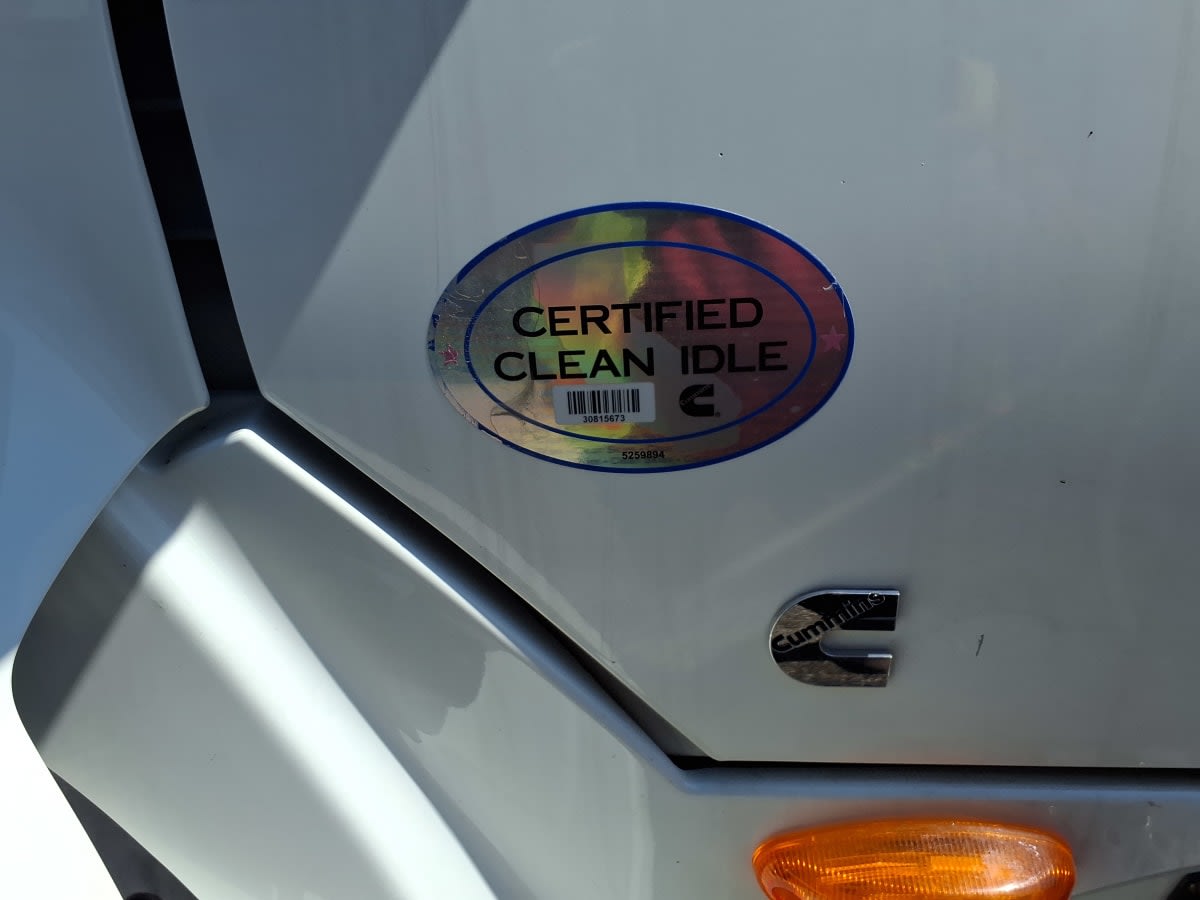 CERTIFIED
CLEAN IDLE
30815673
5259894
cummins